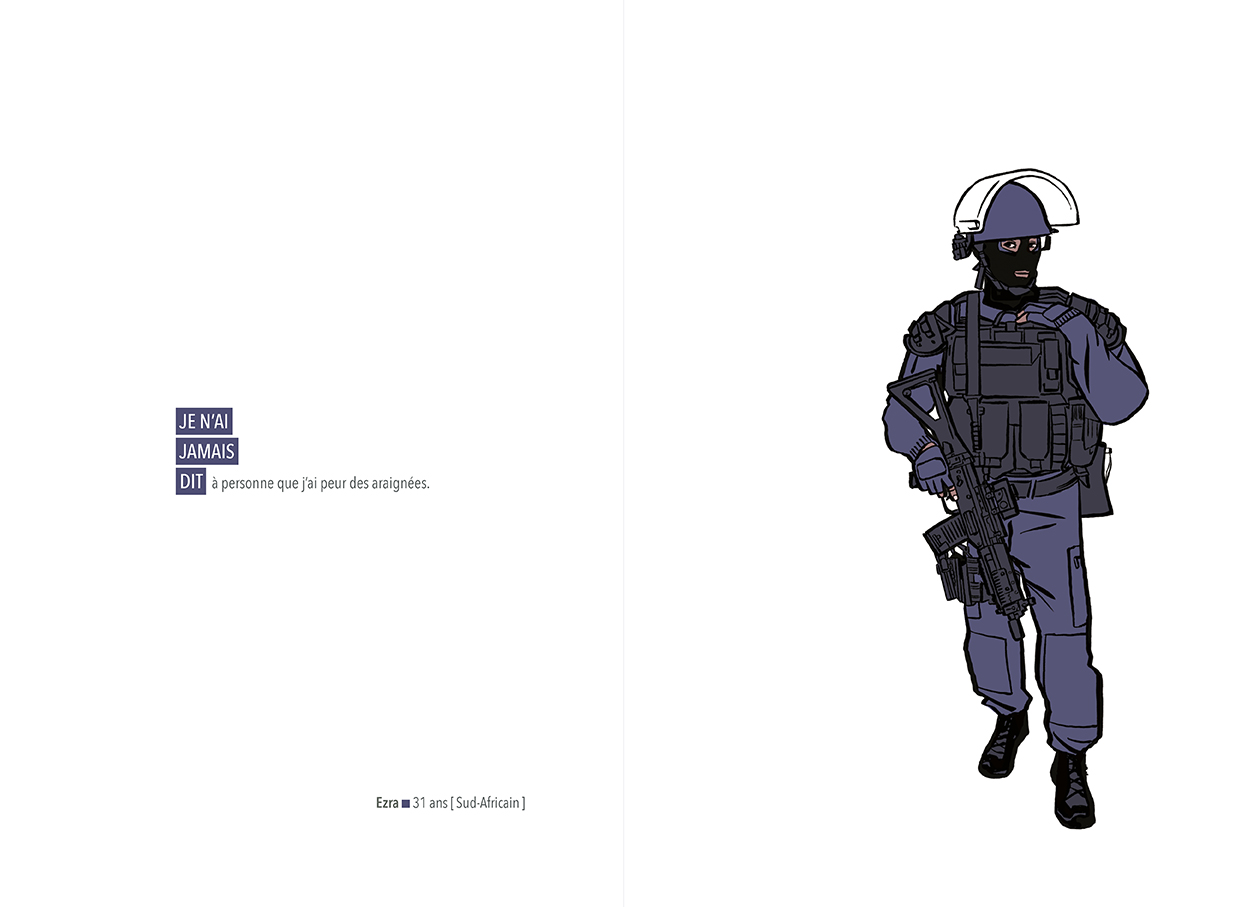 JE N’AI
JAMAIS
DIT à personne que j’ai peur des araignées.
Ezra ■ 31 ans [ Sud-Africain ]